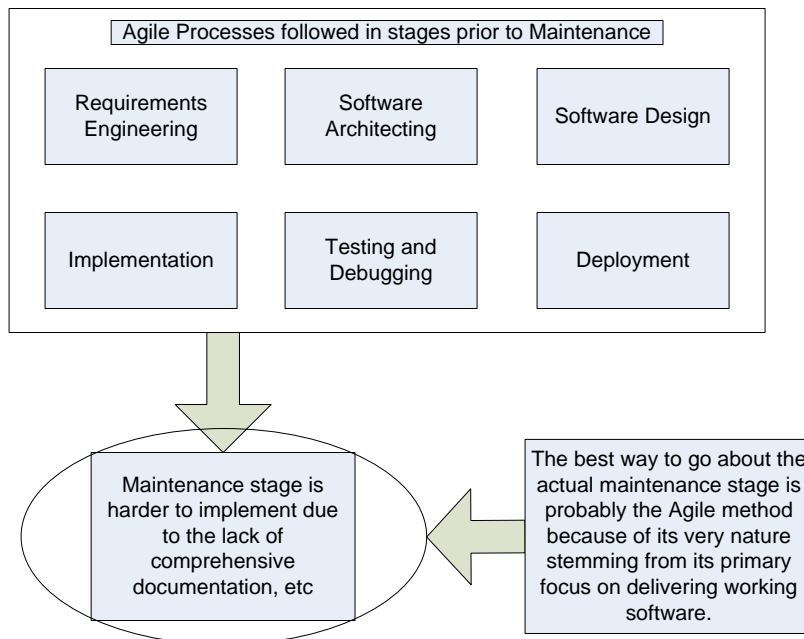 Agile Processes followed in stages prior to Maintenance
Requirements
Engineering
Software
Architecting
Software Design
Implementation
Testing and
Debugging
Deployment
Maintenance stage is
harder to implement due
to the lack of
comprehensive
documentation, etc
The best way to go about the
actual maintenance stage is
probably the Agile method
because of its very nature
stemming from its primary
focus on delivering working
software.